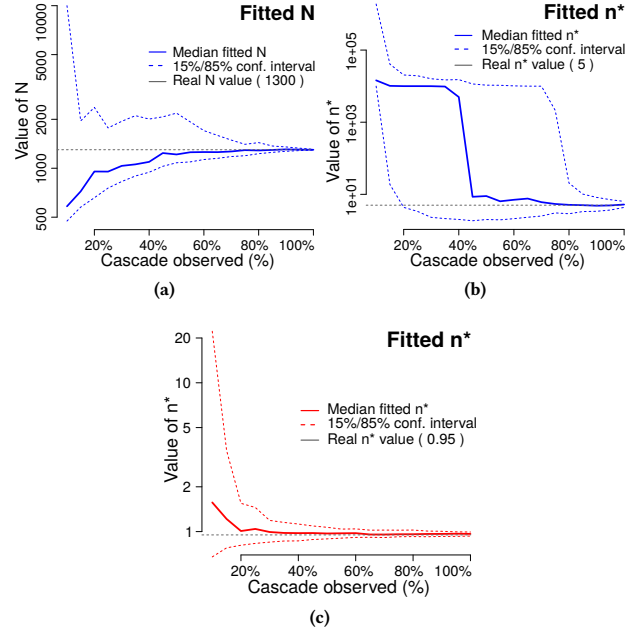 Fitted N
Value of N
500 1000 2000 5000 10000
Median fitted N
15%/85% conf. interval
Real N value ( 1300 )
20% 40% 60% 80% 100%
Cascade observed (%)
(a)
Fitted n*
Value of n*
1e+01 1e+03 1e+05
Median fitted n*
15%/85% conf. interval
Real n* value ( 5 )
20% 40% 60% 80% 100%
Cascade observed (%)
(b)
Fitted n*
Value of n*
1 2 5 10 20
Median fitted n*
15%/85% conf. interval
Real n* value ( 0.95 )
20% 40% 60% 80% 100%
Cascade observed (%)
(c)